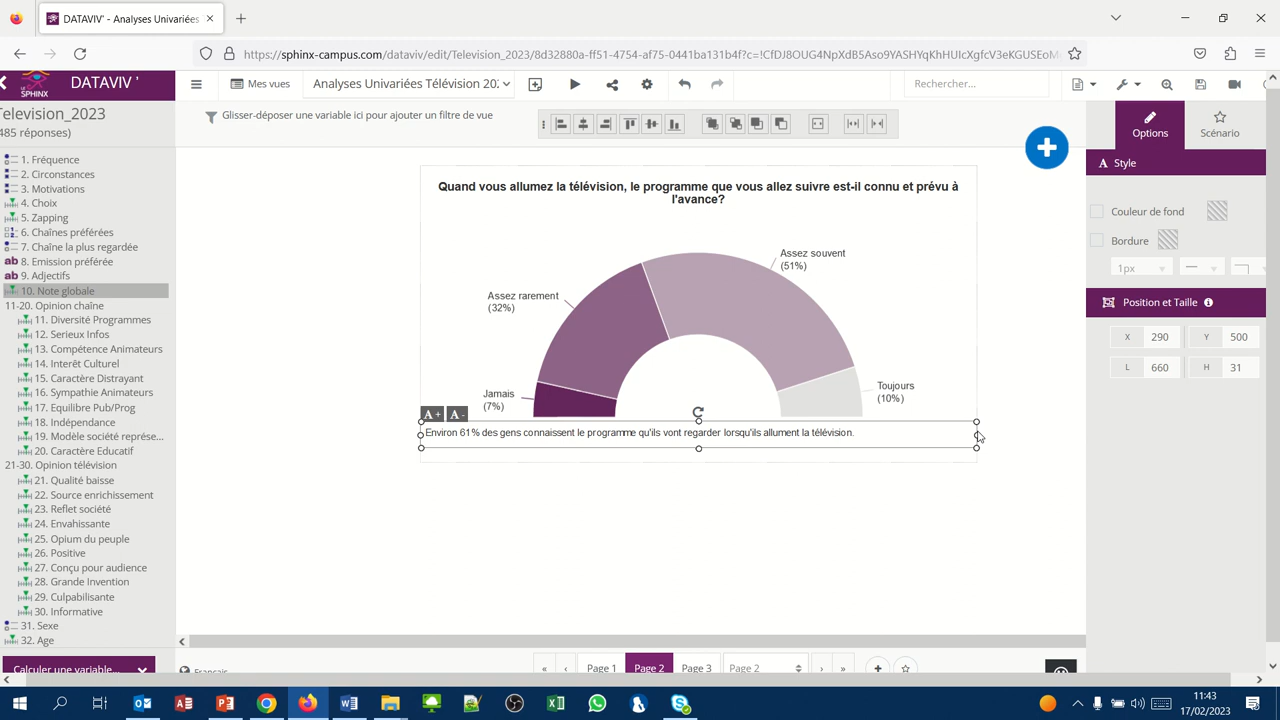 DATAVIV' - Analyses Univariées
https://sphinx-campus.com/dataviv/edit/Television_2023/8d32880a-ff51-4754-af75-0441ba131b4f?c=!CfDJ8OUG4NpXdB5Aso9YASHYqKhHUIcXgfcV3eKGUSEoM
LE SPHINX
DATAVIV '
Mes vues
Analyses Univariées Télévision 202
Rechercher...
Television_2023
485 réponses)
Glisser-déposer une variable ici pour ajouter un filtre de vue
Options
Scénario
1. Fréquence
2. Circonstances
3. Motivations
4. Choix
5. Zapping
6. Chaînes préférées
7. Chaîne la plus regardée
ab 8. Emission préférée
ab 9. Adjectifs
10. Note globale
11-20. Opinion chaîne
11. Diversité Programmes
12. Serieux Infos
13. Compétence Animateurs
14. Interêt Culturel
15. Caractère Distrayant
16. Sympathie Animateurs
17. Equilibre Pub/Prog
18. Indépendance
19. Modèle société représe...
20. Caractère Educatif
21-30. Opinion télévision
21. Qualité baisse
22. Source enrichissement
23. Reflet société
24. Envahissante
25. Opium du peuple
26. Positive
27. Conçu pour audience
28. Grande Invention
29. Culpabilisante
30. Informative
31. Sexe
32. Age
Calculer une variable
Quand vous allumez la télévision, le programme que vous allez suivre est-il connu et prévu à
l'avance?
Assez souvent
(51%)
Assez rarement
(32%)
Jamais
(7%)
Toujours
(10%)
A + A -
Environ 61% des gens connaissent le programme qu'ils vont regarder lorsqu'ils allument la télévision.
A Style
Couleur de fond
Bordure
1px
Position et Taille
X 290 Y 500
L 660 H 31
Français
« ‹ Page 1 Page 2 Page 3 Page 2 › »
11:43
17/02/2023